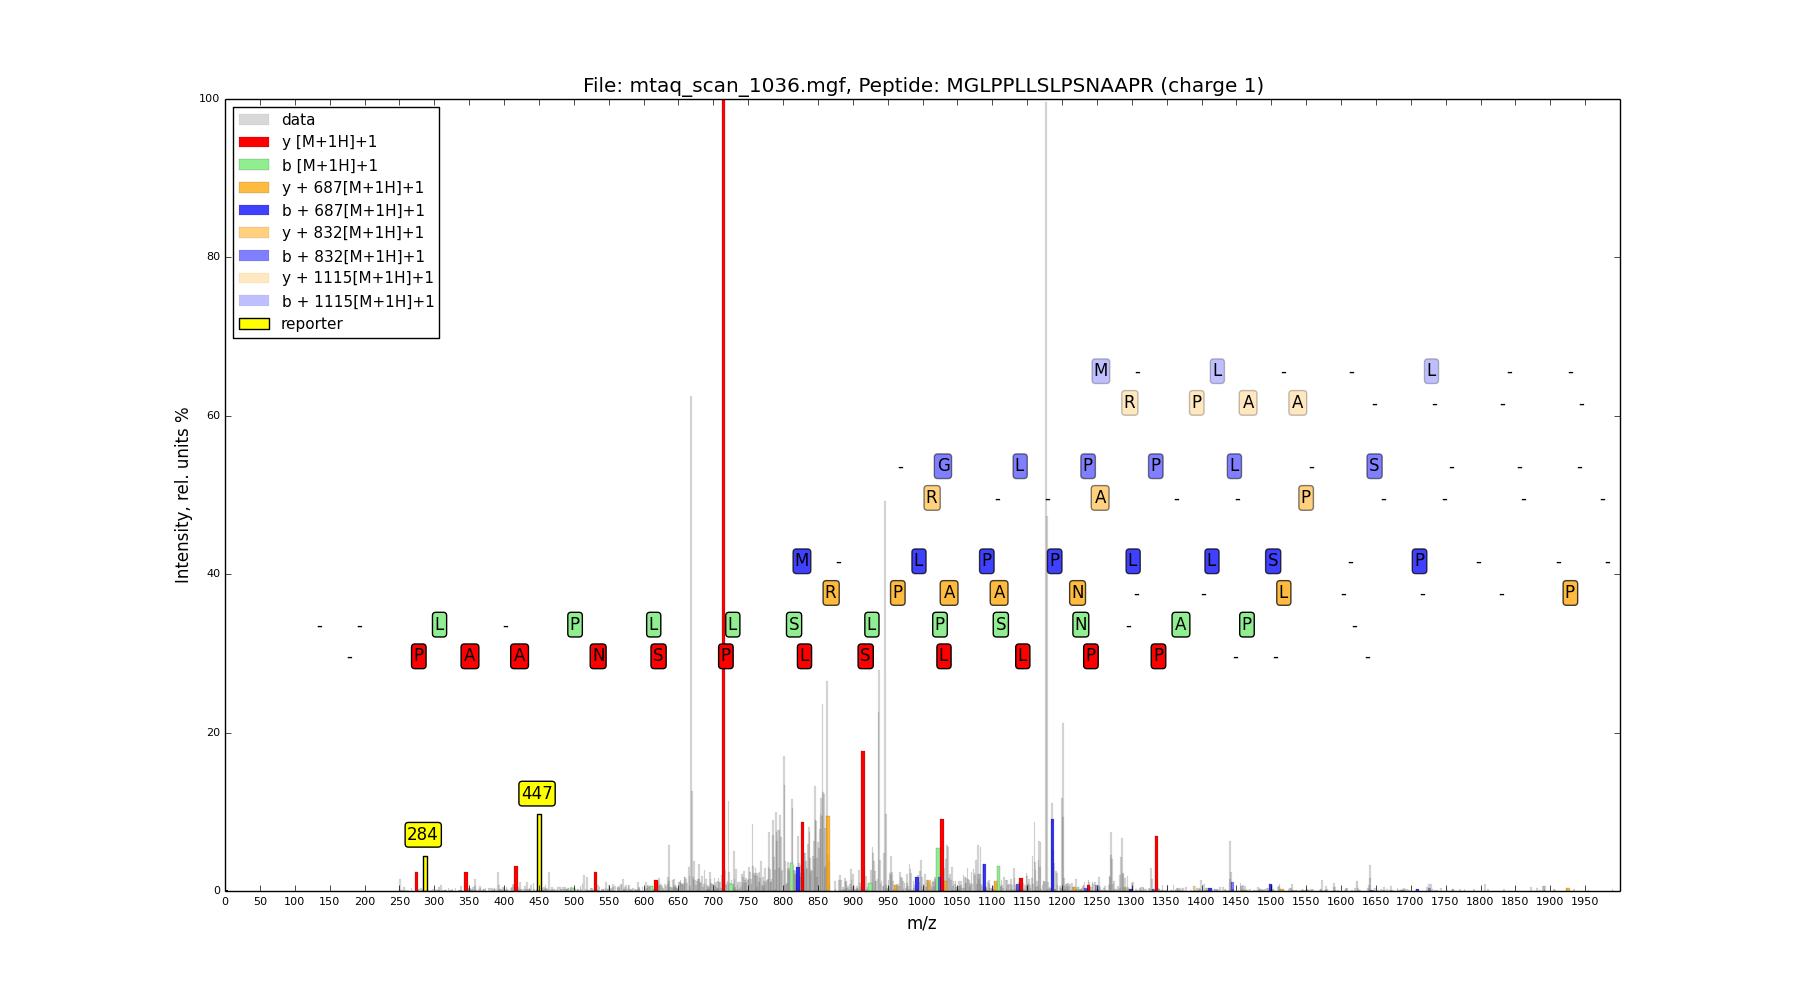 File: mtaq_scan_1036.mgf, Peptide: MGLPPLLSLPSNAAPR (charge 1)
100
data
y [M+1H]+1
b [M+1H]+1
y + 687[M+1H]+1
b + 687[M+1H]+1
y + 832[M+1H]+1
b + 832[M+1H]+1
y + 1115[M+1H]+1
b + 1115[M+1H]+1
reporter
80
60
40
20
0
Intensity, rel. units %
M - L - - L - -
R P A A - - - -
- G L P P L - S - - -
R - - A - - P - - - -
M - L P P L L S - P - - -
R P A A N - - L - - - P
- - L - P L L S L P S N - A P -
- P A A N S P L S L L P P - - -
447
284
0 50 100 150 200 250 300 350 400 450 500 550 600 650 700 750 800 850 900 950 1000 1050 1100 1150 1200 1250 1300 1350 1400 1450 1500 1550 1600 1650 1700 1750 1800 1850 1900 1950
m/z